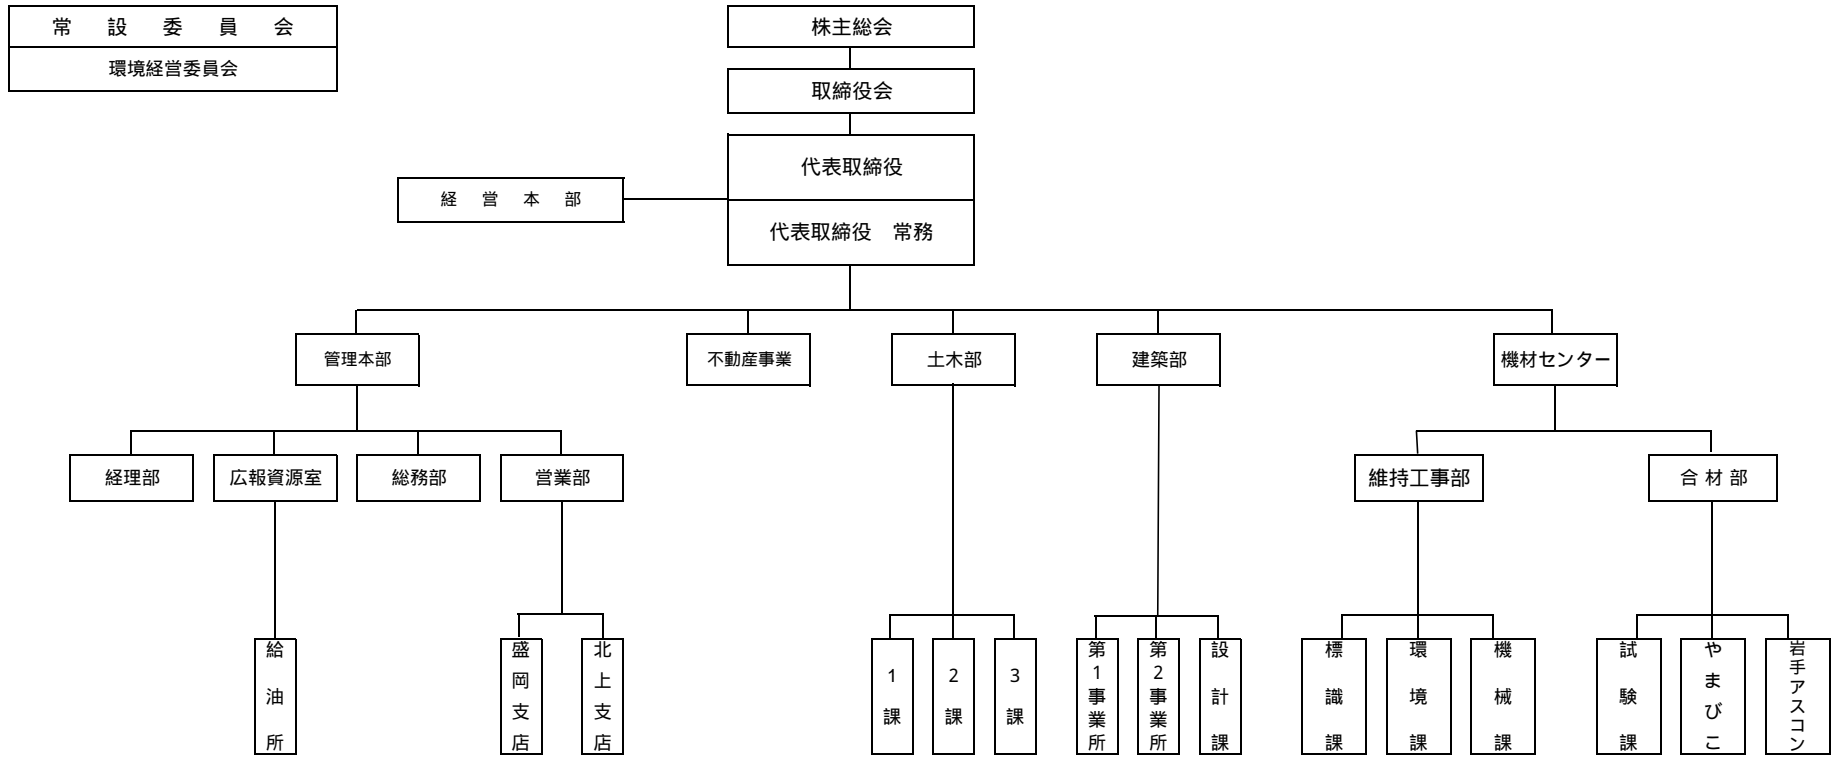 常設委員会
環境経営委員会
株主総会
取締役会
代表取締役
経営本部
代表取締役　常務
管理本部
不動産事業
土木部
建築部
機材センター
経理部
広報資源室
総務部
営業部
維持工事部
合材部
給油所
盛岡支店
北上支店
1課
2課
3課
第1事業所
第2事業所
設計課
標識課
環境課
機械課
試験課
やまびこ
岩手アスコン